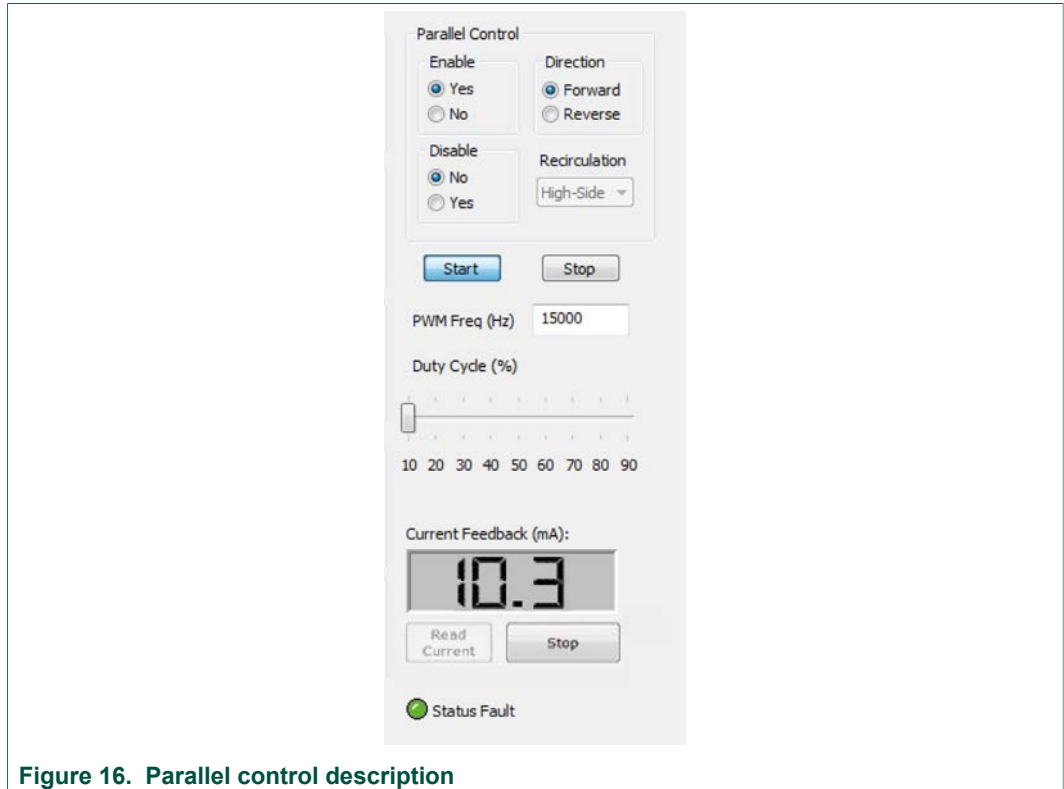 Parallel Control
Enable
Yes
No
Direction
Forward
Reverse
Disable
No
Yes
Recirculation
High-Side
Start
Stop
PWM Freq (Hz)
15000
Duty Cycle (%)
10 20 30 40 50 60 70 80 90
Current Feedback (mA):
10.3
Read
Current
Stop
Status Fault
Figure 16. Parallel control description